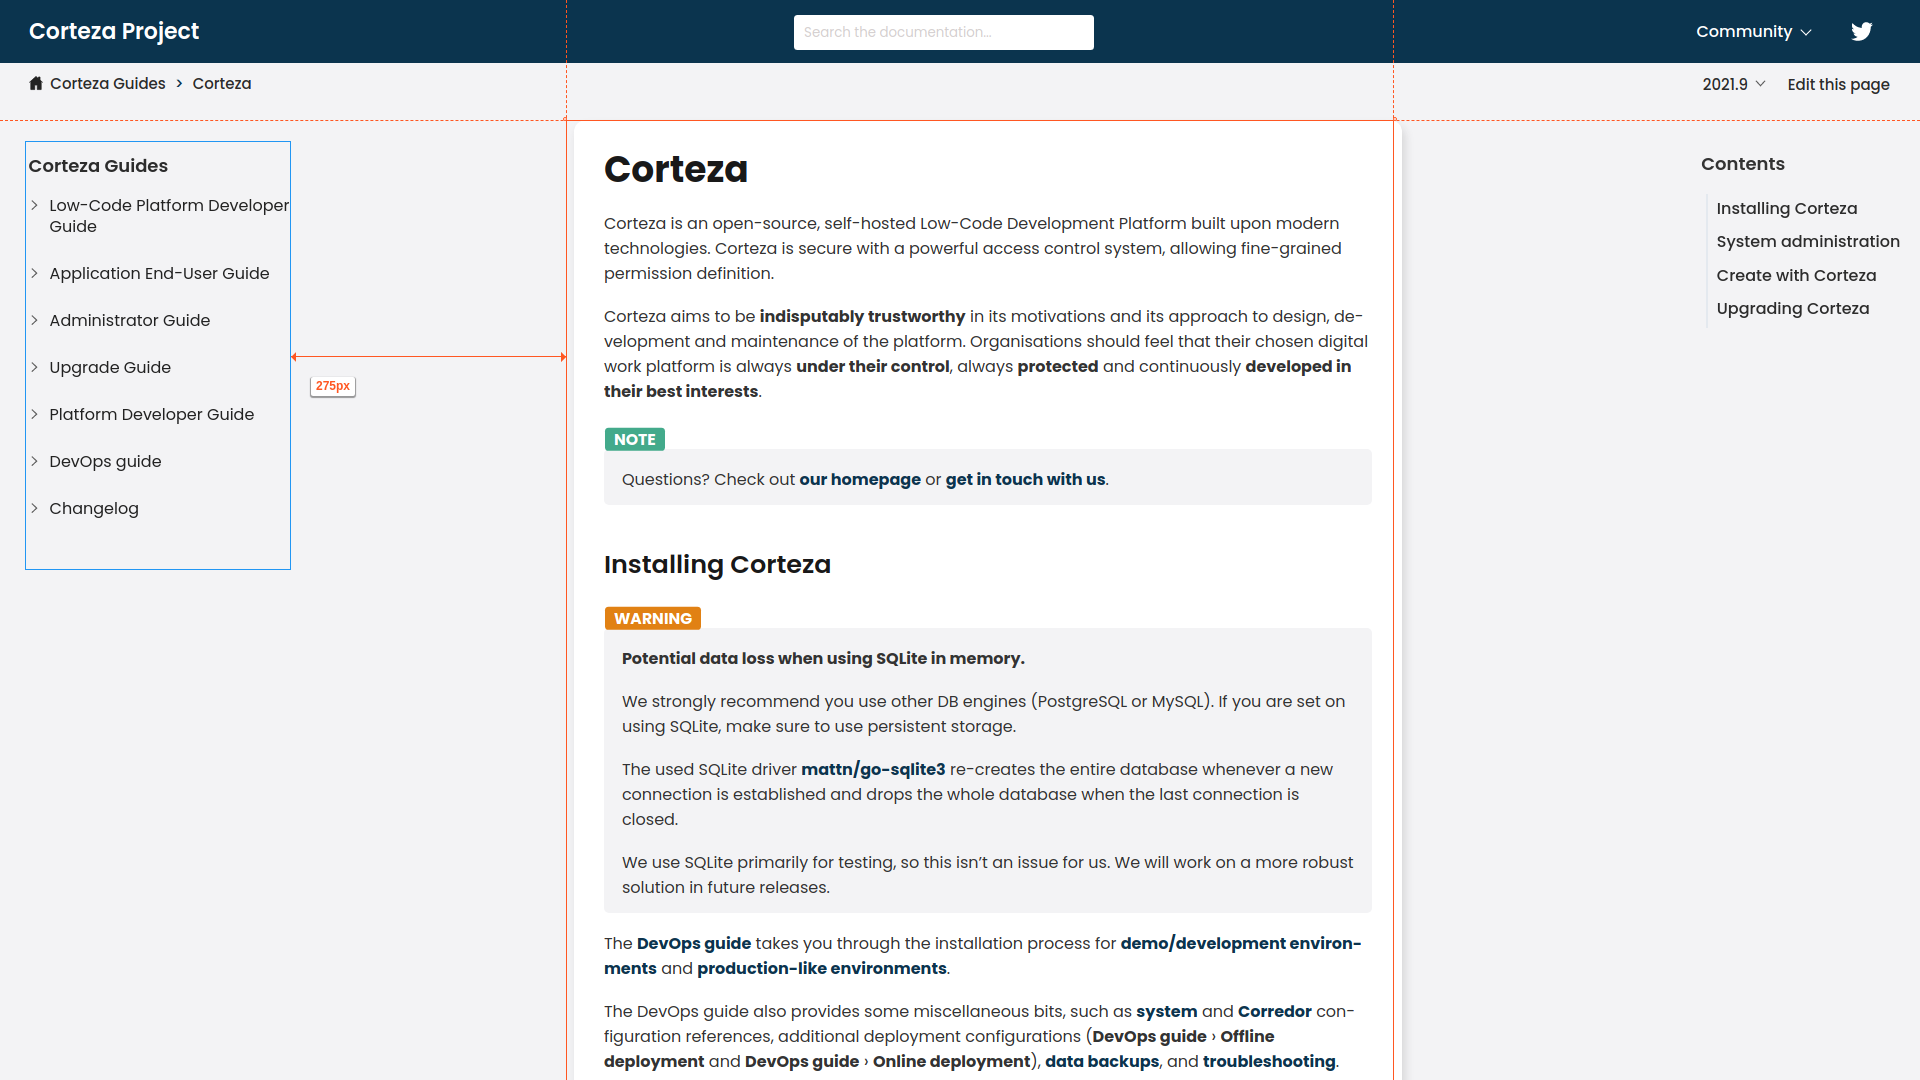 Corteza Project
Search the documentation...
Community
Corteza Guides > Corteza
2021.9
Edit this page
Corteza Guides
Low-Code Platform Developer
Guide
Application End-User Guide
Administrator Guide
Upgrade Guide
Platform Developer Guide
DevOps guide
Changelog
275px
Corteza
Corteza is an open-source, self-hosted Low-Code Development Platform built upon modern
technologies. Corteza is secure with a powerful access control system, allowing fine-grained
permission definition.
Corteza aims to be indisputably trustworthy in its motivations and its approach to design, de-
velopment and maintenance of the platform. Organisations should feel that their chosen digital
work platform is always under their control, always protected and continuously developed in
their best interests.
NOTE
Questions? Check out our homepage or get in touch with us.
Installing Corteza
WARNING
Potential data loss when using SQLite in memory.
We strongly recommend you use other DB engines (PostgreSQL or MySQL). If you are set on
using SQLite, make sure to use persistent storage.
The used SQLite driver mattn/go-sqlite3 re-creates the entire database whenever a new
connection is established and drops the whole database when the last connection is
closed.
We use SQLite primarily for testing, so this isn’t an issue for us. We will work on a more robust
solution in future releases.
The DevOps guide takes you through the installation process for demo/development environ-
ments and production-like environments.
The DevOps guide also provides some miscellaneous bits, such as system and Corredor con-
figuration references, additional deployment configurations (DevOps guide › Offline
deployment and DevOps guide › Online deployment), data backups, and troubleshooting.
Contents
Installing Corteza
System administration
Create with Corteza
Upgrading Corteza